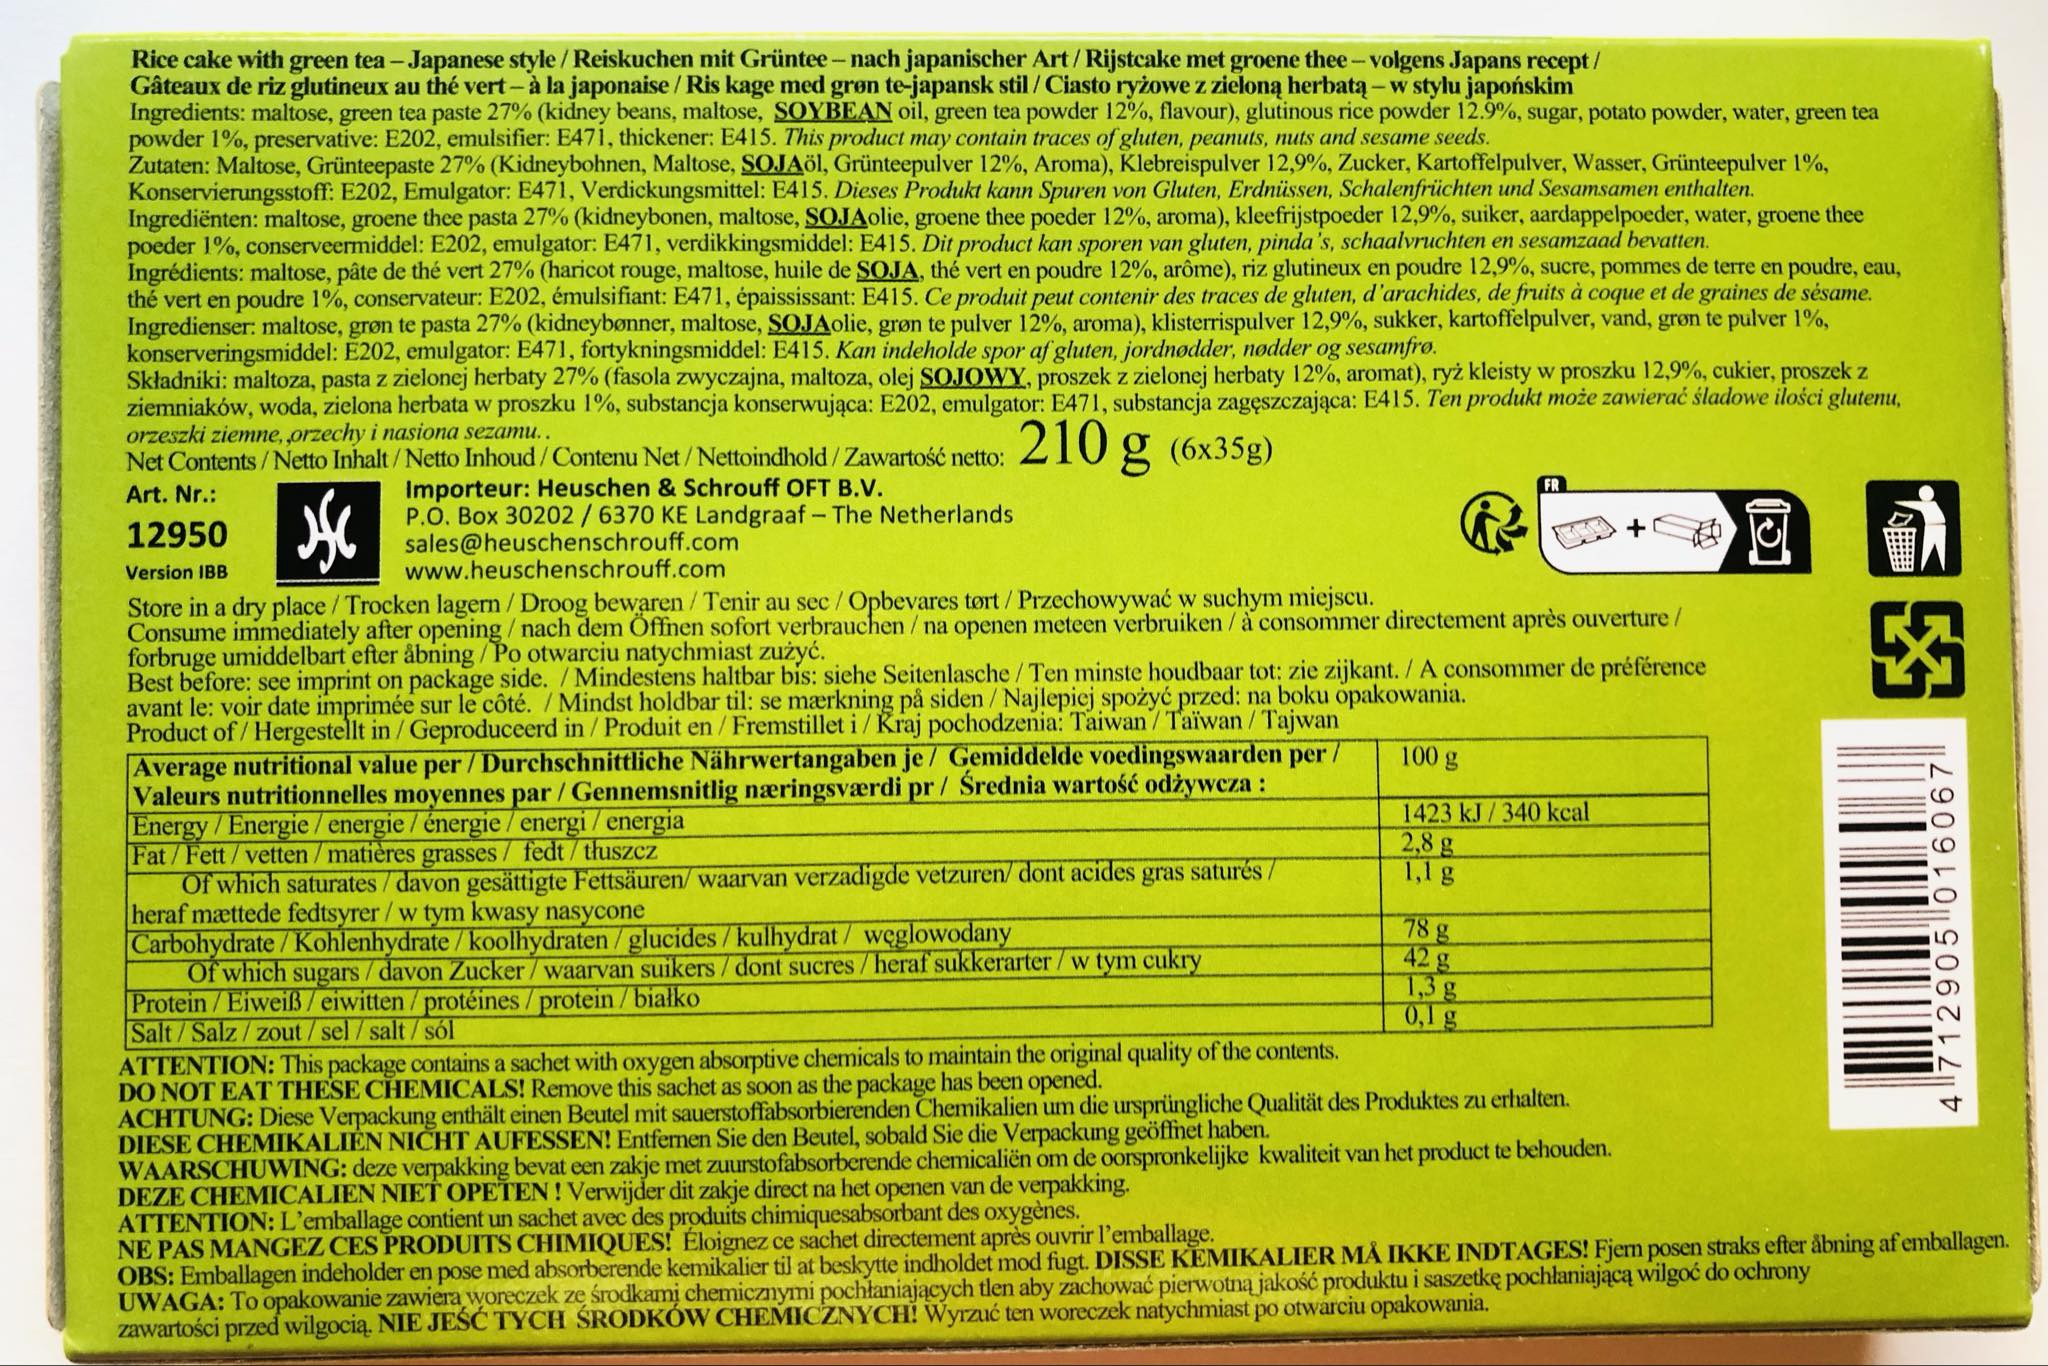 Rice cake with green tea – Japanese style / Reiskuchen mit Grüntee – nach japanischer Art / Rijstcake met groene thee – volgens Japans recept /
Gâteaux de riz glutineux au thé vert – à la japonaise / Ris kage med grøn te-japansk stil / Ciasto ryżowe z zieloną herbatą – w stylu japońskim
Ingredients: maltose, green tea paste 27% (kidney beans, maltose, SOYBEAN oil, green tea powder 12%, flavour), glutinous rice powder 12.9%, sugar, potato powder, water, green tea
powder 1%, preservative: E202, emulsifier: E471, thickener: E415. This product may contain traces of gluten, peanuts, nuts and sesame seeds.
Zutaten: Maltose, Grünteepaste 27% (Kidneybohnen, Maltose, SOJAöl, Grünteepulver 12%, Aroma), Klebreispulver 12,9%, Zucker, Kartoffelpulver, Wasser, Grünteepulver 1%,
Konservierungsstoff: E202, Emulgator: E471, Verdickungsmittel: E415. Dieses Produkt kann Spuren von Gluten, Erdnüssen, Schalenfrüchten und Sesamsamen enthalten.
Ingrediënten: maltose, groene thee pasta 27% (kidneybonen, maltose, SOJAolie, groene thee poeder 12%, aroma), kleefrijstpoeder 12,9%, suiker, aardappelpoeder, water, groene thee
poeder 1%, conserveermiddel: E202, emulgator: E471, verdikkingsmiddel: E415. Dit product kan sporen van gluten, pinda's, schaalvruchten en sesamzaad bevatten.
Ingrédients: maltose, pâte de thé vert 27% (haricot rouge, maltose, huile de SOJA, thé vert en poudre 12%, arôme), riz glutineux en poudre 12,9%, sucre, pommes de terre en poudre, eau,
thé vert en poudre 1%, conservateur: E202, émulsifiant: E471, épaississant: E415. Ce produit peut contenir des traces de gluten, d'arachides, de fruits à coque et de graines de sésame.
Ingredienser: maltose, grøn te pasta 27% (kidneybønner, maltose, SOJAolie, grøn te pulver 12%, aroma), klisterrispulver 12,9%, sukker, kartoffelpulver, vand, grøn te pulver 1%,
konserveringsmiddel: E202, emulgator: E471, fortykningsmiddel: E415. Kan indeholde spor af gluten, jordnødder, nødder og sesamfrø.
Składniki: maltoza, pasta z zielonej herbaty 27% (fasola zwyczajna, maltoza, olej SOJOWY, proszek z zielonej herbaty 12%, aromat), ryż kleisty w proszku 12,9%, cukier, proszek z
ziemniaków, woda, zielona herbata w proszku 1%, substancja konserwująca: E202, emulgator: E471, substancja zagęszczająca: E415. Ten produkt może zawierać śladowe ilości glutenu,
orzeszki ziemne, ,orzechy i nasiona sezamu..
Net Contents / Netto Inhalt / Netto Inhoud / Contenu Net / Nettoindhold / Zawartość netto: 210 g (6x35g)
Art. Nr.:
12950
Version IBB
Importeur: Heuschen & Schrouff OFT B.V.
P.O. Box 30202 / 6370 KE Landgraaf – The Netherlands
sales@heuschenschrouff.com
www.heuschenschrouff.com
FR
+
Store in a dry place / Trocken lagern / Droog bewaren / Tenir au sec / Opbevares tørt / Przechowywać w suchym miejscu.
Consume immediately after opening / nach dem Öffnen sofort verbrauchen / na openen meteen verbruiken / à consommer directement après ouverture /
forbruge umiddelbart efter åbning / Po otwarciu natychmiast zużyć.
Best before: see imprint on package side. / Mindestens haltbar bis: siehe Seitenlasche / Ten minste houdbaar tot: zie zijkant. / A consommer de préférence
avant le: voir date imprimée sur le côté. / Mindst holdbar til: se mærkning på siden / Najlepiej spożyć przed: na boku opakowania.
Product of / Hergestellt in / Geproduceerd in / Produit en / Fremstillet i / Kraj pochodzenia: Taiwan / Taïwan / Tajwan
Average nutritional value per / Durchschnittliche Nährwertangaben je / Gemiddelde voedingswaarden per / 100 g
Valeurs nutritionnelles moyennes par / Gennemsnitlig næringsværdi pr / Średnia wartość odżywcza :
Energy / Energie / energie / énergie / energi / energia 1423 kJ / 340 kcal
Fat / Fett / vetten / matières grasses / fedt / tłuszcz 2,8 g
Of which saturates / davon gesättigte Fettsäuren/ waarvan verzadigde vetzuren/ dont acides gras saturés / 1,1 g
heraf mættede fedtsyrer / w tym kwasy nasycone
Carbohydrate / Kohlenhydrate / koolhydraten / glucides / kulhydrat / węglowodany 78 g
Of which sugars / davon Zucker / waarvan suikers / dont sucres / heraf sukkerarter / w tym cukry 42 g
Protein / Eiweiß / eiwitten / protéines / protein / białko 1,3 g
Salt / Salz / zout / sel / salt / sól 0,1 g
4 712905 016067
ATTENTION: This package contains a sachet with oxygen absorptive chemicals to maintain the original quality of the contents.
DO NOT EAT THESE CHEMICALS! Remove this sachet as soon as the package has been opened.
ACHTUNG: Diese Verpackung enthält einen Beutel mit sauerstoffabsorbierenden Chemikalien um die ursprüngliche Qualität des Produktes zu erhalten.
DIESE CHEMIKALIEN NICHT AUFESSEN! Entfernen Sie den Beutel, sobald Sie die Verpackung geöffnet haben.
WAARSCHUWING: deze verpakking bevat een zakje met zuurstofabsorberende chemicaliën om de oorspronkelijke kwaliteit van het product te behouden.
DEZE CHEMICALIEN NIET OPETEN ! Verwijder dit zakje direct na het openen van de verpakking.
ATTENTION: L'emballage contient un sachet avec des produits chimiquesabsorbant des oxygènes.
NE PAS MANGEZ CES PRODUITS CHIMIQUES! Éloignez ce sachet directement après ouvrir l'emballage.
OBS: Emballagen indeholder en pose med absorberende kemikalier til at beskytte indholdet mod fugt. DISSE KEMIKALIER MÅ IKKE INDTAGES! Fjern posen straks efter åbning af emballagen.
UWAGA: To opakowanie zawiera woreczek ze środkami chemicznymi pochłaniających tlen aby zachować pierwotną jakość produktu i saszetkę pochłaniającą wilgoć do ochrony
zawartości przed wilgocią. NIE JEŚĆ TYCH ŚRODKÓW CHEMICZNYCH! Wyrzuć ten woreczek natychmiast po otwarciu opakowania.